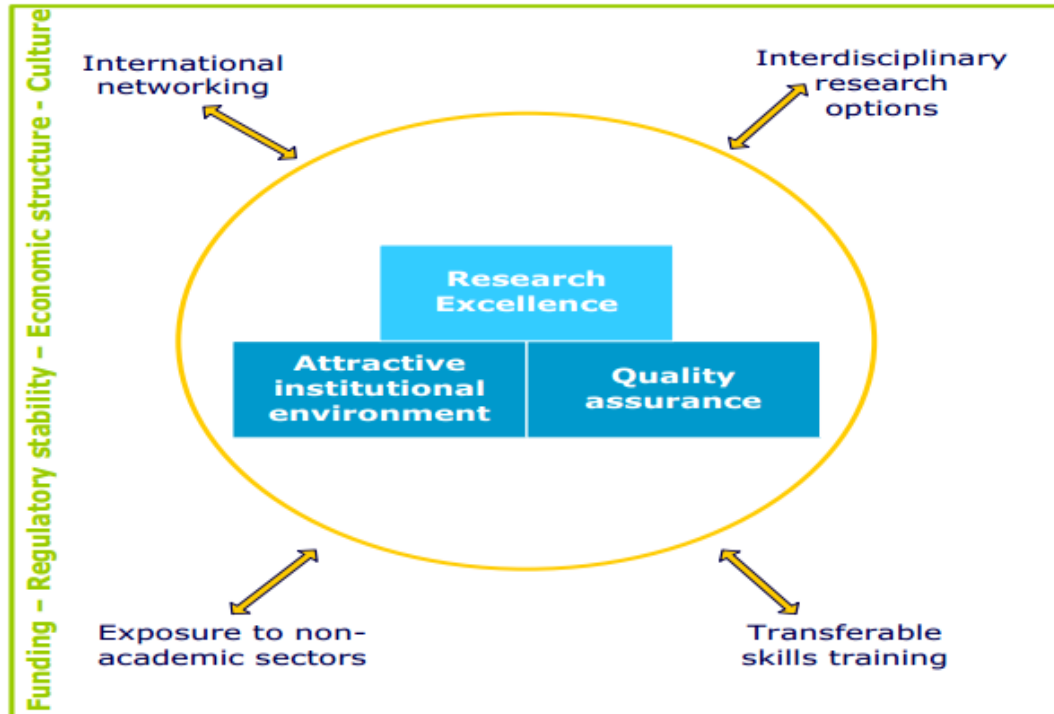 Funding – Regulatory stability – Economic structure - Culture
International
networking
Interdisciplinary
research
options
Research
Excellence
Attractive
institutional
environment
Quality
assurance
Exposure to non-
academic sectors
Transferable
skills training